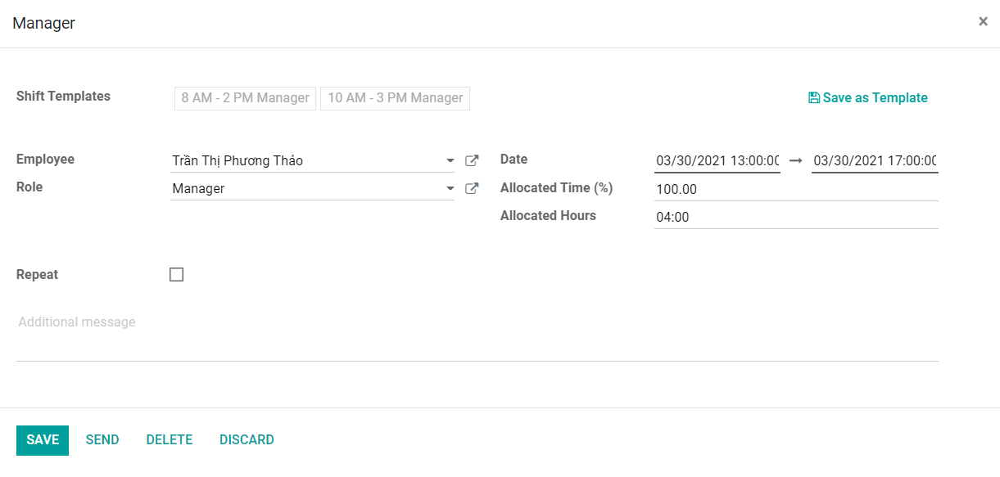 Manager ×
Shift Templates 8 AM - 2 PM Manager 10 AM - 3 PM Manager Save as Template
Employee Trần Thị Phương Thảo Date 03/30/2021 13:00:00 → 03/30/2021 17:00:00
Role Manager Allocated Time (%) 100.00
Allocated Hours 04:00
Repeat
Additional message
SAVE SEND DELETE DISCARD